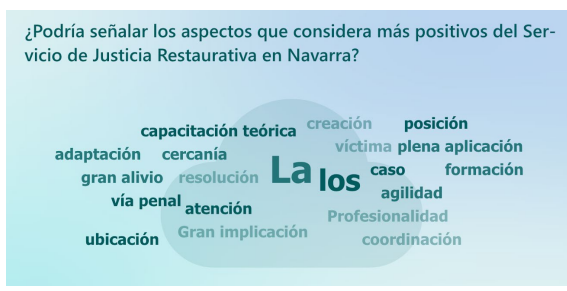 ¿Podría señalar los aspectos que considera más positivos del Ser-
vicio de Justicia Restaurativa en Navarra?
capacitación teórica creación posición
adaptación cercanía víctima plena aplicación
gran alivio resolución La los caso formación
vía penal atención agilidad
Profesionalidad
ubicación Gran implicación coordinación